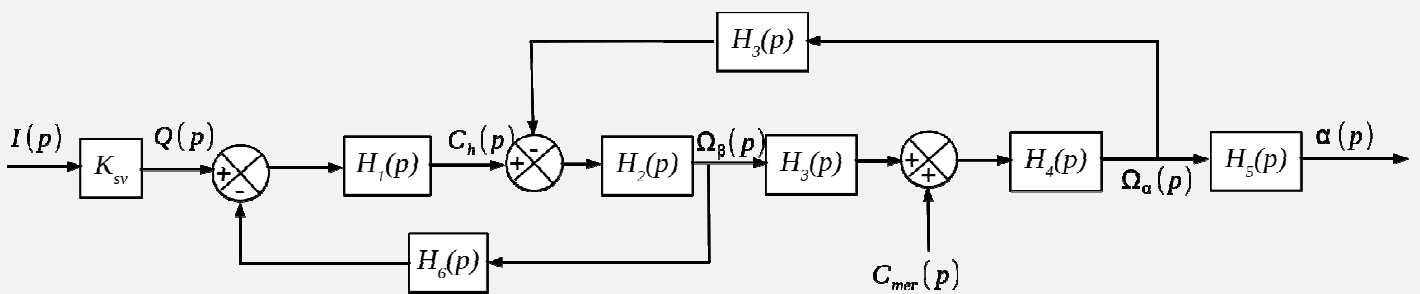 H₃(p)
I(p) Kₛᵥ Q(p) + - H₁(p) Cₕ(p) + - H₂(p) Ωᵦ(p) H₃(p) + + H₄(p) Ωα(p) H₅(p) α(p)
H₆(p)
Cₘₑᵣ(p)